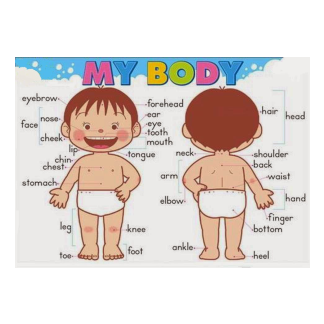 MY BODY
eyebrow
forehead
ear
eye
tooth
mouth
face
nose
cheek
lip
tongue
chin
chest
stomach
leg
knee
toe
foot
hair
head
neck
shoulder
back
arm
waist
elbow
hand
finger
bottom
ankle
heel